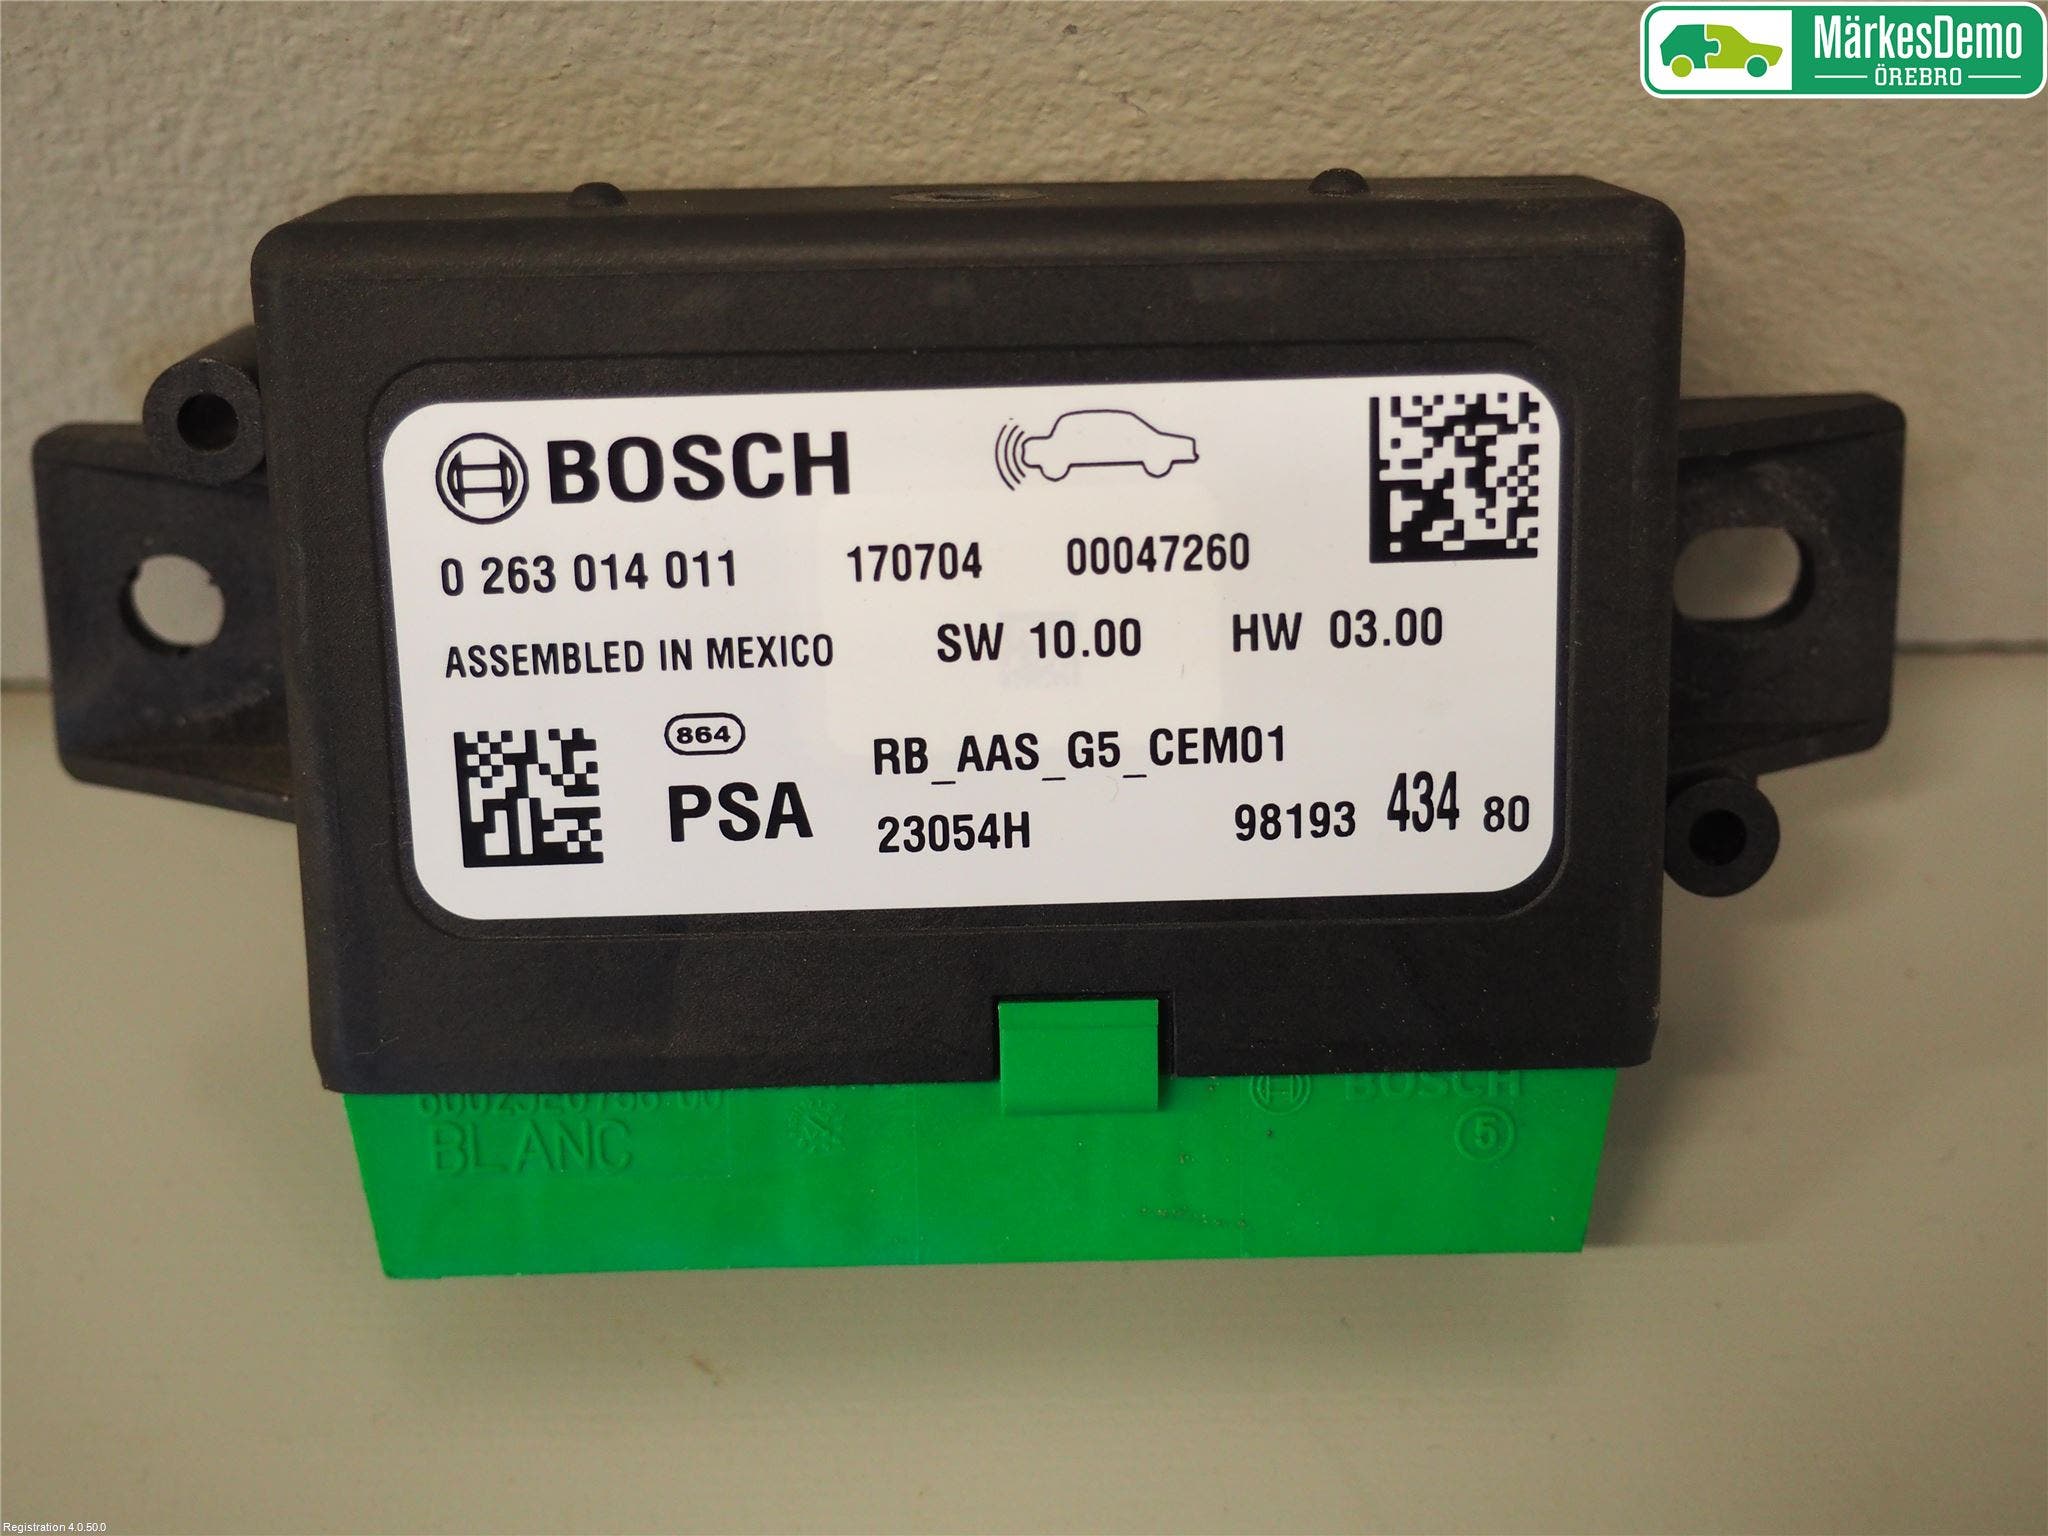 MärkesDemo
ÖREBRO
BOSCH
0 263 014 011 170704 00047260
ASSEMBLED IN MEXICO SW 10.00 HW 03.00
864
PSA
RB_AAS_G5_CEM01
23054H 98193 434 80
BOSCH
BLANC
5
Registration 4.0.50.0